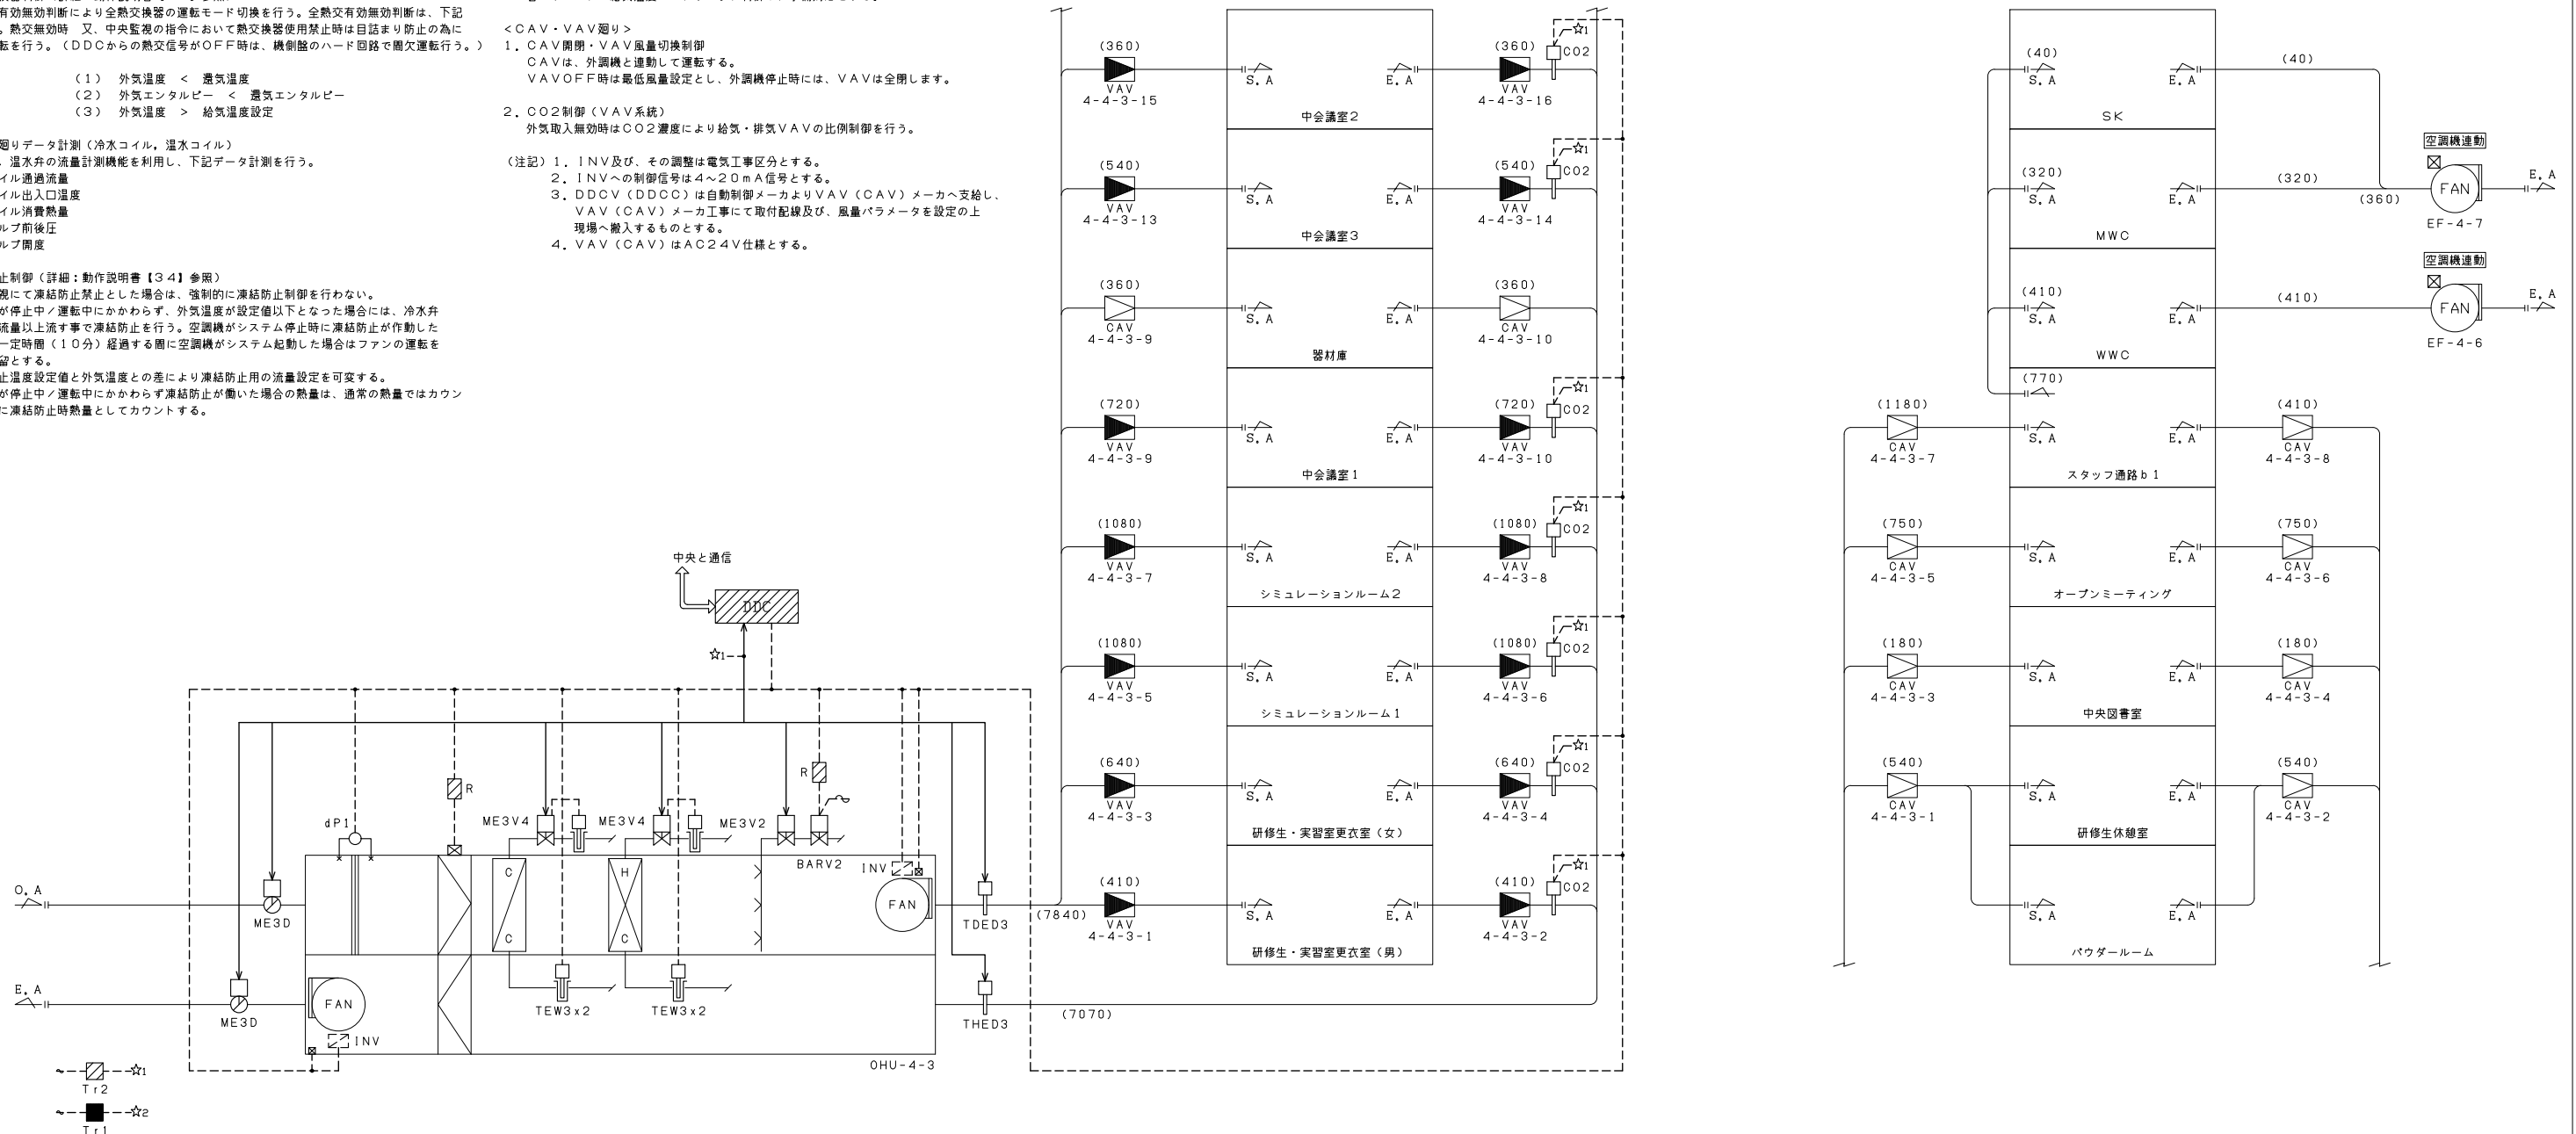 有効無効判断により全熱交換器の運転モード切換を行う。全熱交有効無効判断は、下記
。熱交無効時　又、中央監視の指令において熱交換器使用禁止時は目詰まり防止の為に
転を行う。（ＤＤＣからの熱交信号がＯＦＦ時は、機側盤のハード回路で間欠運転行う。）
（１）　外気温度　＜　還気温度
（２）　外気エンタルピー　＜　還気エンタルピー
（３）　外気温度　＞　給気温度設定
廻りデータ計測（冷水コイル，温水コイル）
，温水弁の流量計測機能を利用し、下記データ計測を行う。
イル通過流量
イル出入口温度
イル消費熱量
ルブ前後圧
ルブ開度
止制御（詳細：動作説明書【３４】参照）
視にて凍結防止禁止とした場合は、強制的に凍結防止制御を行わない。
が停止中／運転中にかかわらず、外気温度が設定値以下となった場合には、冷水弁
流量以上流す事で凍結防止を行う。空調機がシステム停止時に凍結防止が作動した
一定時間（１０分）経過する間に空調機がシステム起動した場合はファンの運転を
留とする。
止温度設定値と外気温度との差により凍結防止用の流量設定を可変する。
が停止中／運転中にかかわらず凍結防止が働いた場合の熱量は、通常の熱量ではカウン
に凍結防止時熱量としてカウントする。
＜ＣＡＶ・ＶＡＶ廻り＞
１．ＣＡＶ開閉・ＶＡＶ風量切換制御
ＣＡＶは、外調機と連動して運転する。
ＶＡＶＯＦＦ時は最低風量設定とし、外調機停止時には、ＶＡＶは全閉します。
２．ＣＯ２制御（ＶＡＶ系統）
外気取入無効時はＣＯ２濃度により給気・排気ＶＡＶの比例制御を行う。
（注記）１．ＩＮＶ及び、その調整は電気工事区分とする。
２．ＩＮＶへの制御信号は４～２０ｍＡ信号とする。
３．ＤＤＣＶ（ＤＤＣＣ）は自動制御メーカよりＶＡＶ（ＣＡＶ）メーカへ支給し、
ＶＡＶ（ＣＡＶ）メーカ工事にて取付配線及び、風量パラメータを設定の上
現場へ搬入するものとする。
４．ＶＡＶ（ＣＡＶ）はＡＣ２４Ｖ仕様とする。
中央と通信
DDC
☆1
R
R
dP1
ME3V4
ME3V4
ME3V2
BARV2
INV
C
C
H
C
FAN
O.A
ME3D
TDED3
(7840)
E.A
ME3D
FAN
INV
TEW3x2
TEW3x2
THED3
(7070)
OHU-4-3
☆1
Tr2
☆2
Tr1
(360)
VAV
4-4-3-15
S.A
E.A
中会議室２
(360)
VAV
4-4-3-16
☆1
CO2
(540)
VAV
4-4-3-13
S.A
E.A
中会議室３
(540)
VAV
4-4-3-14
☆1
CO2
(360)
CAV
4-4-3-9
S.A
E.A
器材庫
(360)
CAV
4-4-3-10
(720)
VAV
4-4-3-9
S.A
E.A
中会議室１
(720)
VAV
4-4-3-10
☆1
CO2
(1080)
VAV
4-4-3-7
S.A
E.A
シミュレーションルーム２
(1080)
VAV
4-4-3-8
☆1
CO2
(1080)
VAV
4-4-3-5
S.A
E.A
シミュレーションルーム１
(1080)
VAV
4-4-3-6
☆1
CO2
(640)
VAV
4-4-3-3
S.A
E.A
研修生・実習室更衣室（女）
(640)
VAV
4-4-3-4
☆1
CO2
(410)
VAV
4-4-3-1
S.A
E.A
研修生・実習室更衣室（男）
(410)
VAV
4-4-3-2
☆1
CO2
(40)
S.A
E.A
SK
(40)
(320)
S.A
E.A
MWC
(320)
(360)
空調機連動
FAN
EF-4-7
E.A
(410)
S.A
E.A
WWC
(410)
空調機連動
FAN
EF-4-6
E.A
(770)
(1180)
CAV
4-4-3-7
S.A
E.A
スタッフ通路ｂ１
(410)
CAV
4-4-3-8
(750)
CAV
4-4-3-5
S.A
E.A
オープンミーティング
(750)
CAV
4-4-3-6
(180)
CAV
4-4-3-3
S.A
E.A
中央図書室
(180)
CAV
4-4-3-4
(540)
CAV
4-4-3-1
S.A
E.A
研修生休憩室
(540)
CAV
4-4-3-2
S.A
E.A
パウダールーム